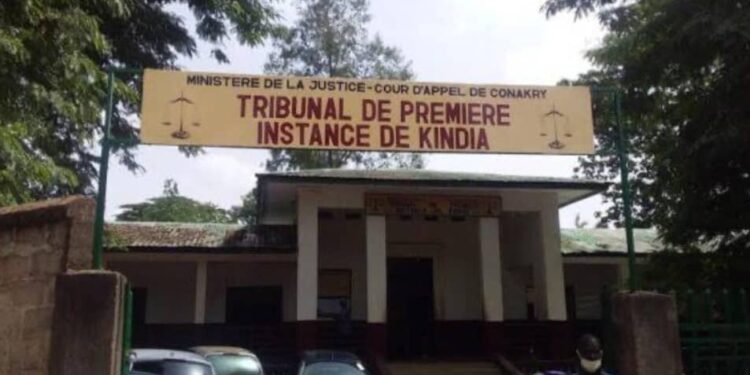 MINISTERE DE LA JUSTICE-COUR D'APPEL DE CONAKRY
TRIBUNAL DE PREMIERE
INSTANCE DE KINDIA